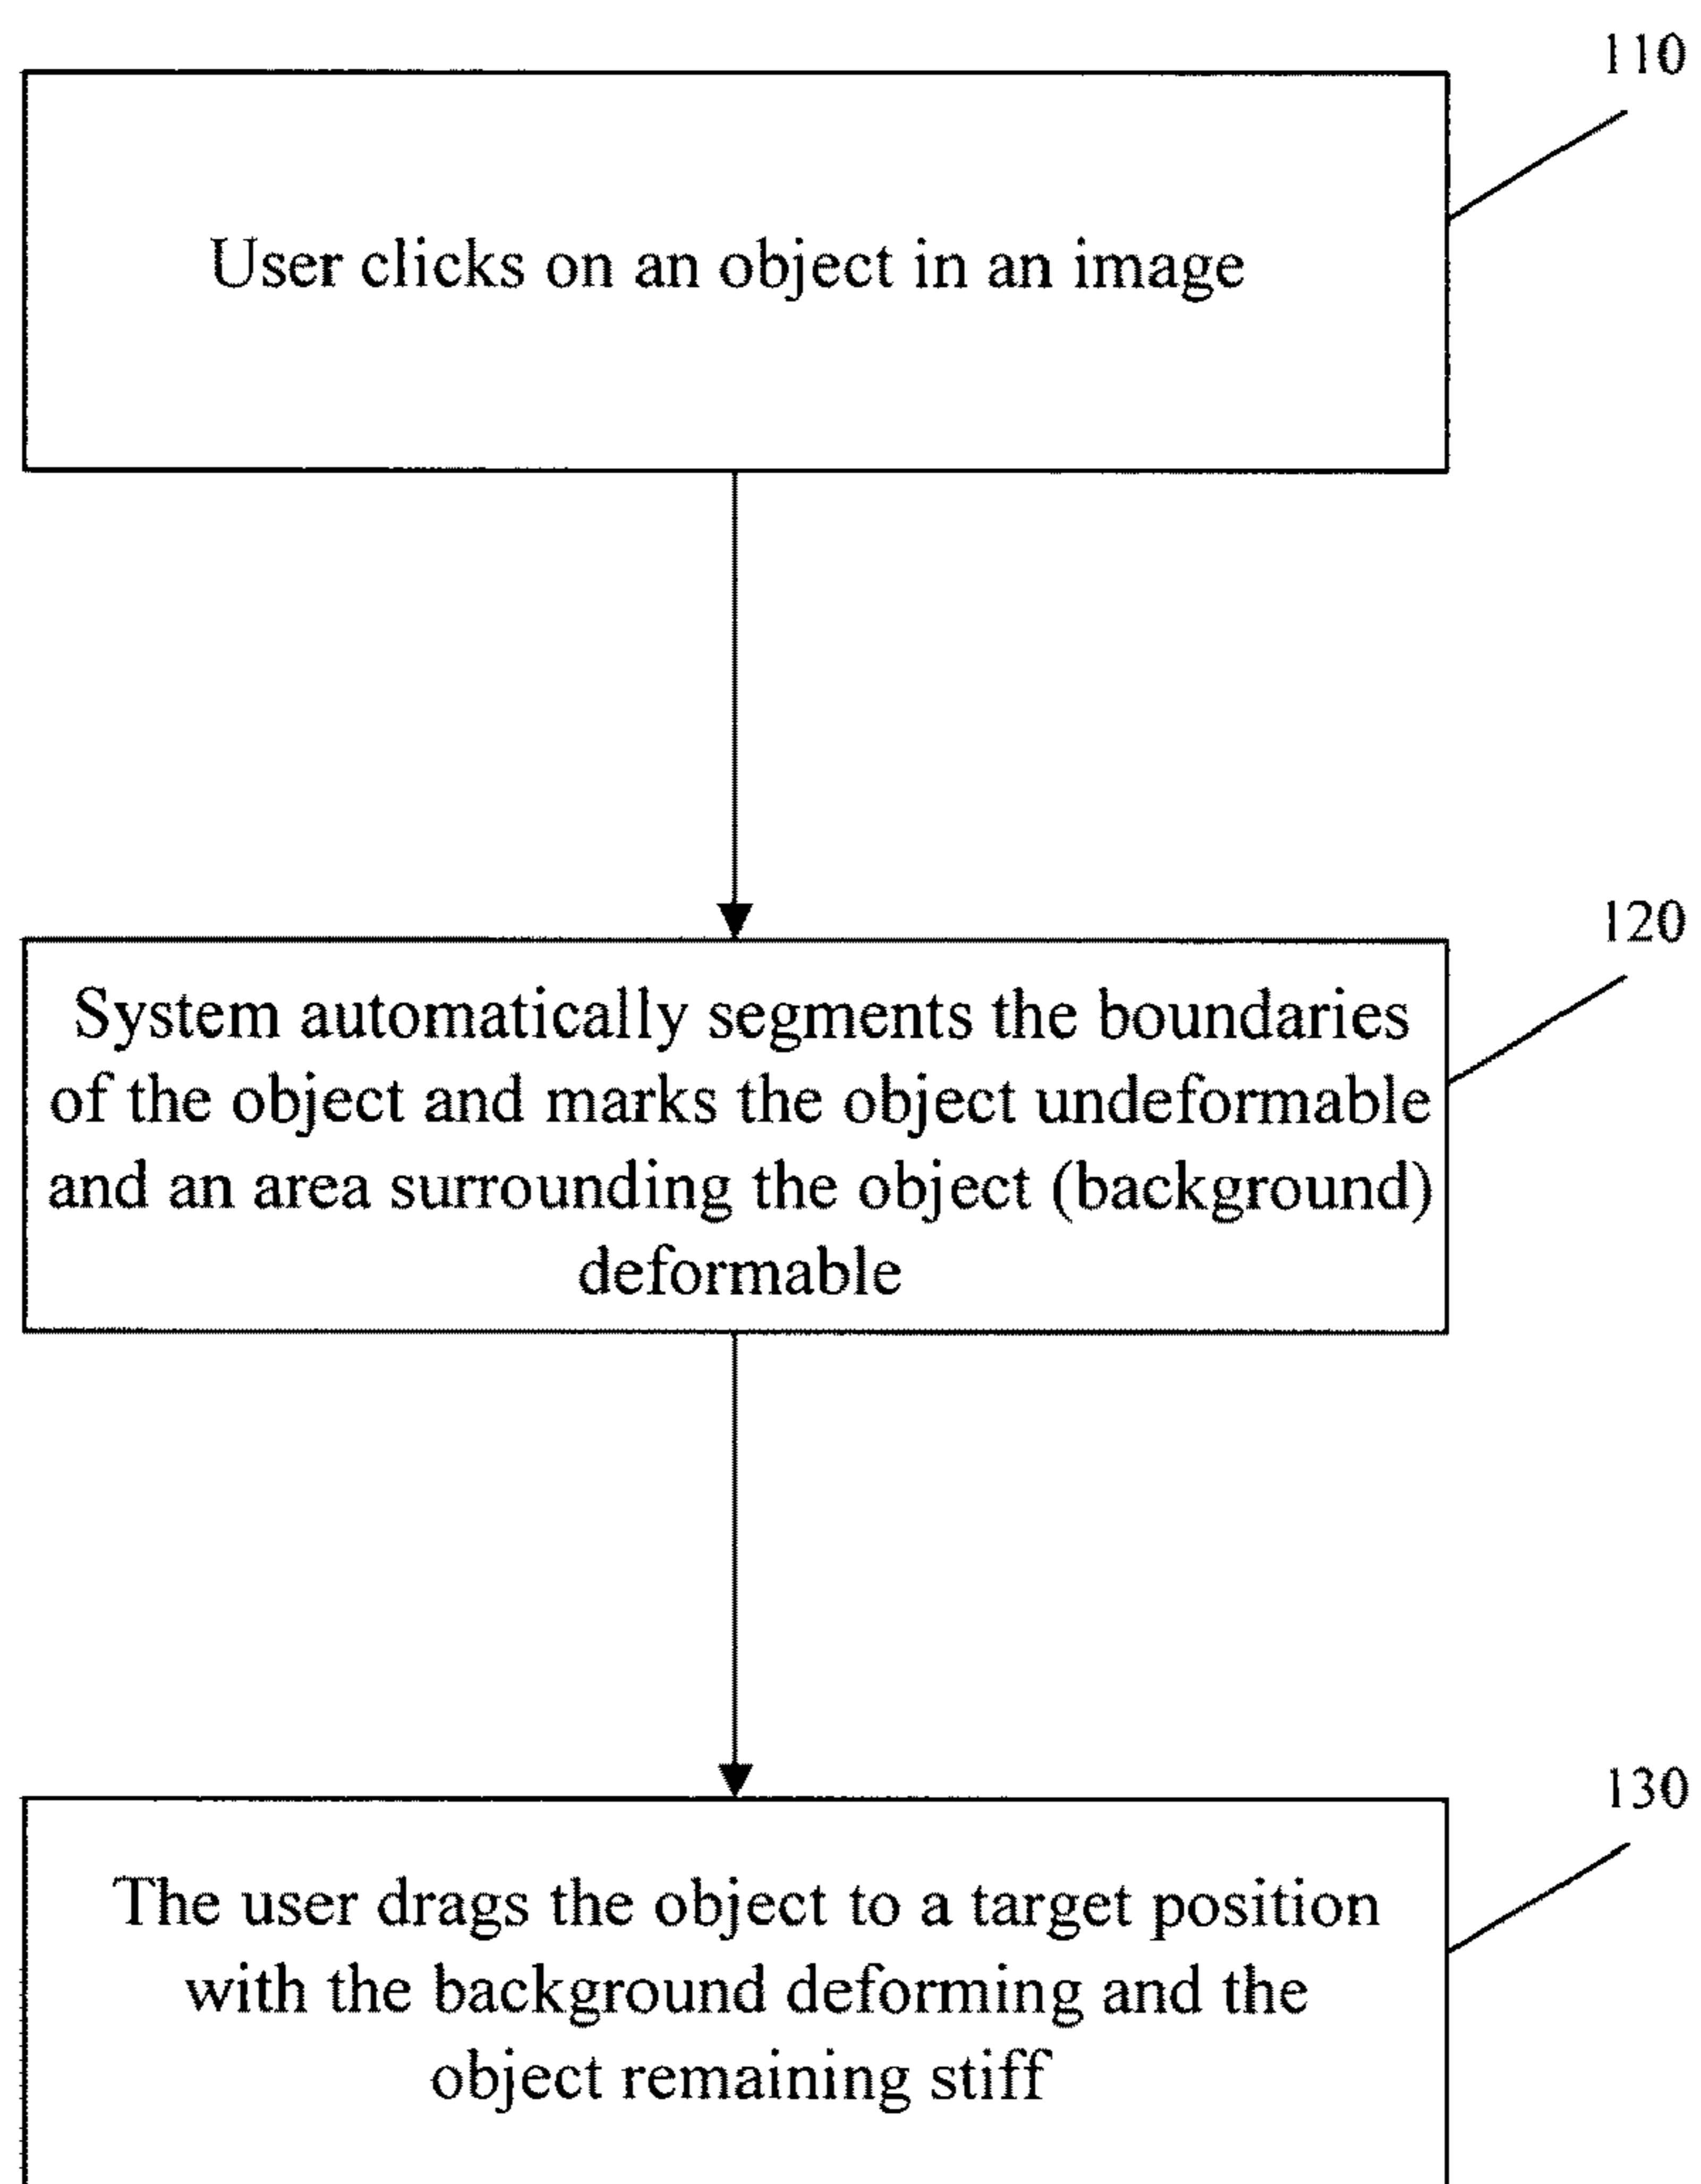 110
User clicks on an object in an image
120
System automatically segments the boundaries
of the object and marks the object undeformable
and an area surrounding the object (background)
deformable
130
The user drags the object to a target position
with the background deforming and the
object remaining stiff